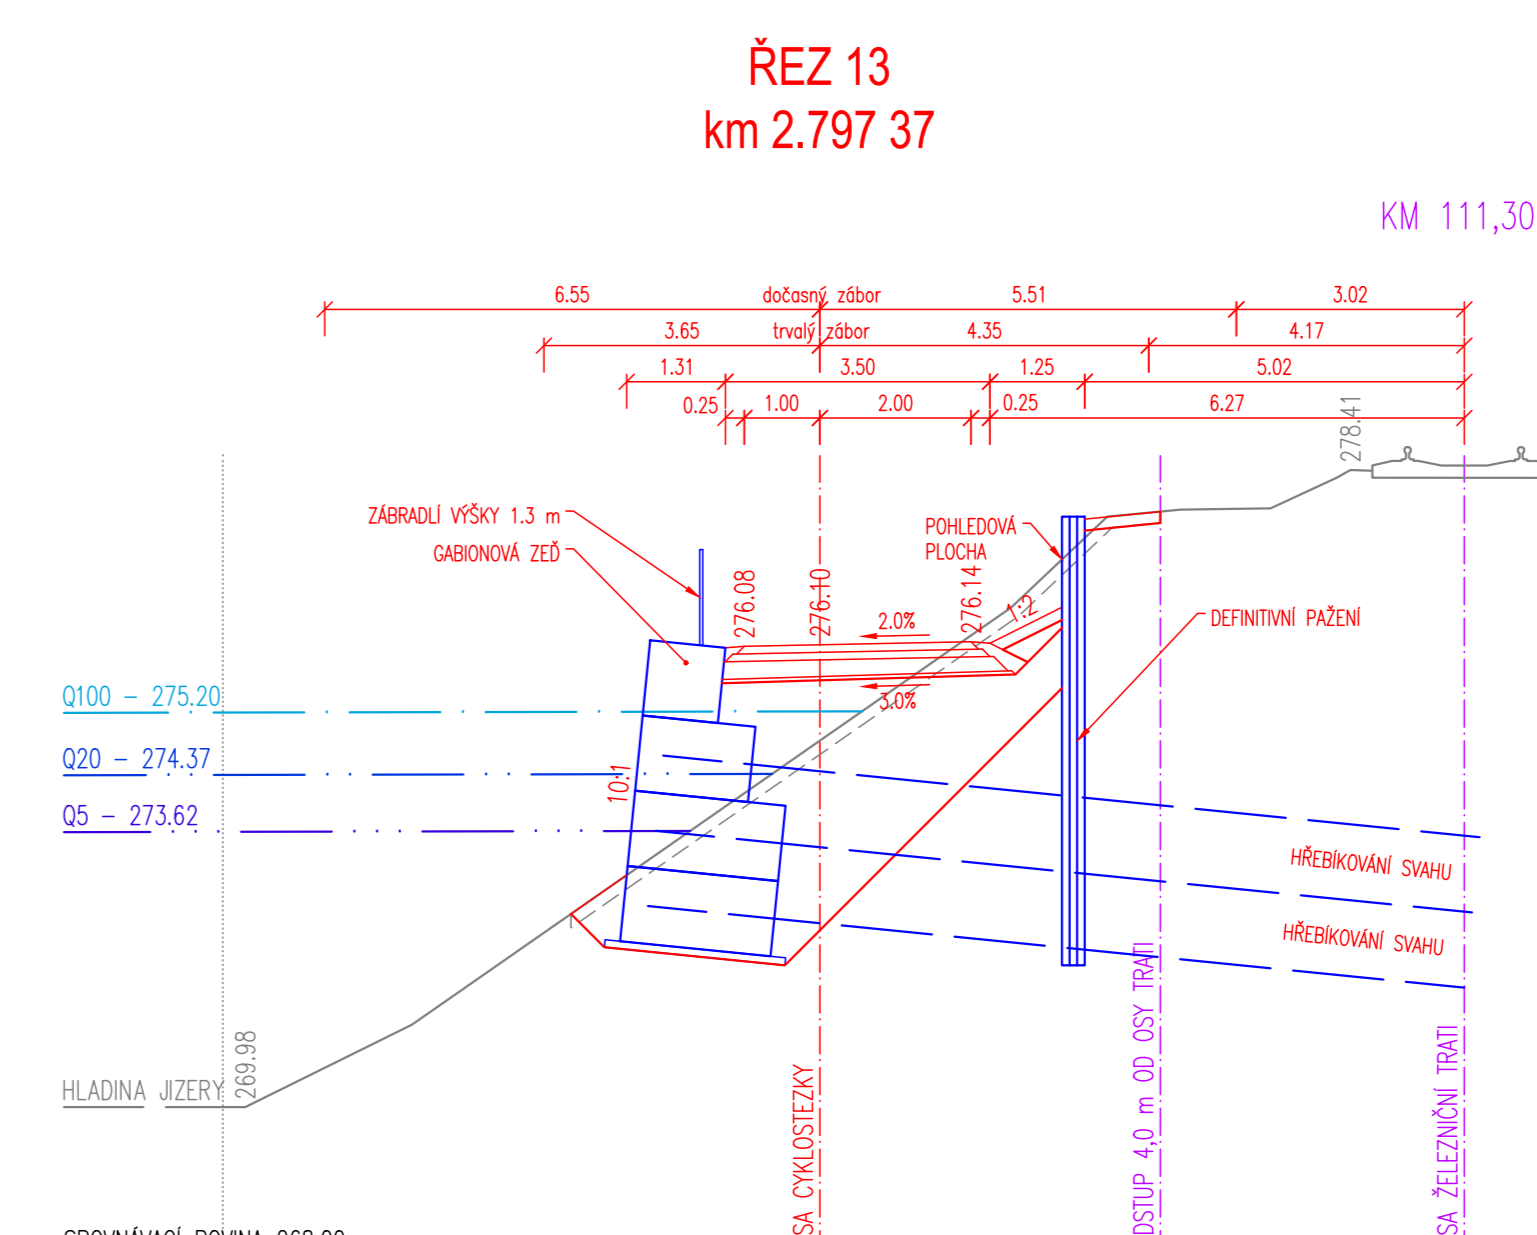 ŘEZ 13
km 2.797 37
KM 111,30
6.55 dočasný zábor 5.51 3.02
3.65 trvalý zábor 4.35 4.17
1.31 3.50 1.25 5.02
0.25 1.00 2.00 0.25 6.27
278.41
ZÁBRADLÍ VÝŠKY 1.3 m
GABIONOVÁ ZEĎ
POHLEDOVÁ
PLOCHA
276.08
276.10
276.14
1:2
2.0%
3.0%
DEFINITIVNÍ PAŽENÍ
Q100 – 275.20
Q20 – 274.37
Q5 – 273.62
10:1
HŘEBÍKOVÁNÍ SVAHU
HŘEBÍKOVÁNÍ SVAHU
HLADINA JIZERY
269.98
SA CYKLOSTEZKY
DSTUP 4,0 m OD OSY TRATI
SA ŽELEZNIČNÍ TRATI